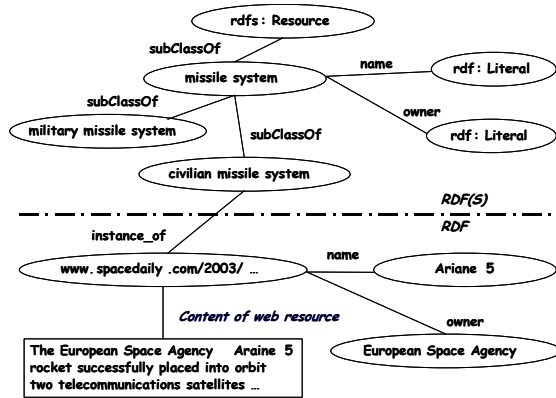 rdfs: Resource
subClassOf
missile system
name
rdf: Literal
subClassOf
owner
military missile system
subClassOf
rdf: Literal
civilian missile system
RDF(S)
RDF
instance_of
name
www. spacedaily .com/2003/ ...
Ariane 5
Content of web resource
owner
The European Space Agency Araine 5
rocket successfully placed into orbit
two telecommunications satellites ...
European Space Agency